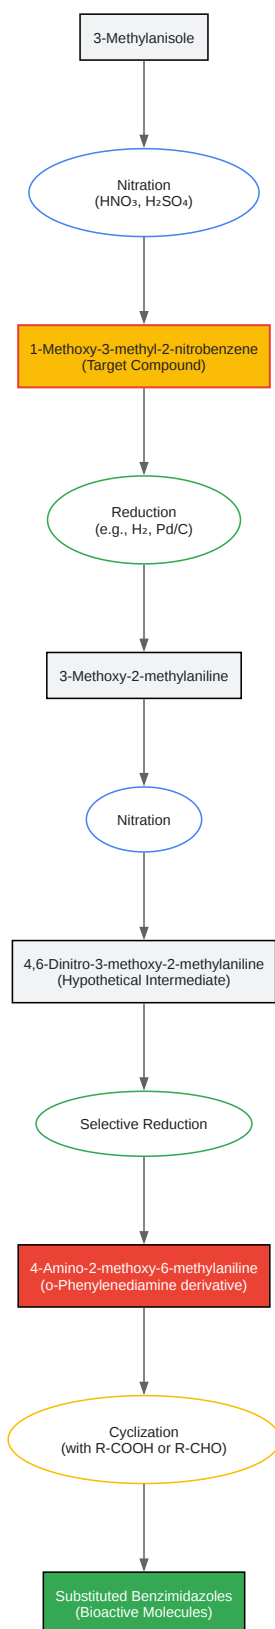 3-Methylanisole
Nitration
(HNO₃, H₂SO₄)
1-Methoxy-3-methyl-2-nitrobenzene
(Target Compound)
Reduction
(e.g., H₂, Pd/C)
3-Methoxy-2-methylaniline
Nitration
4,6-Dinitro-3-methoxy-2-methylaniline
(Hypothetical Intermediate)
Selective Reduction
4-Amino-2-methoxy-6-methylaniline
(o-Phenylenediamine derivative)
Cyclization
(with R-COOH or R-CHO)
Substituted Benzimidazoles
(Bioactive Molecules)